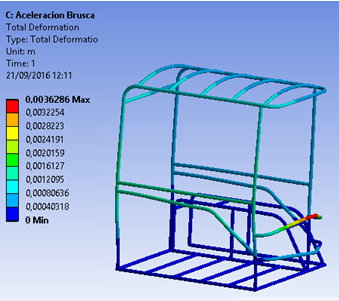 C: Aceleracion Brusca
Total Deformation
Type: Total Deformatio
Unit: m
Time: 1
21/09/2016 12:11
0,0036286 Max
0,0032254
0,0028223
0,0024191
0,0020159
0,0016127
0,0012095
0,00080636
0,00040318
0 Min